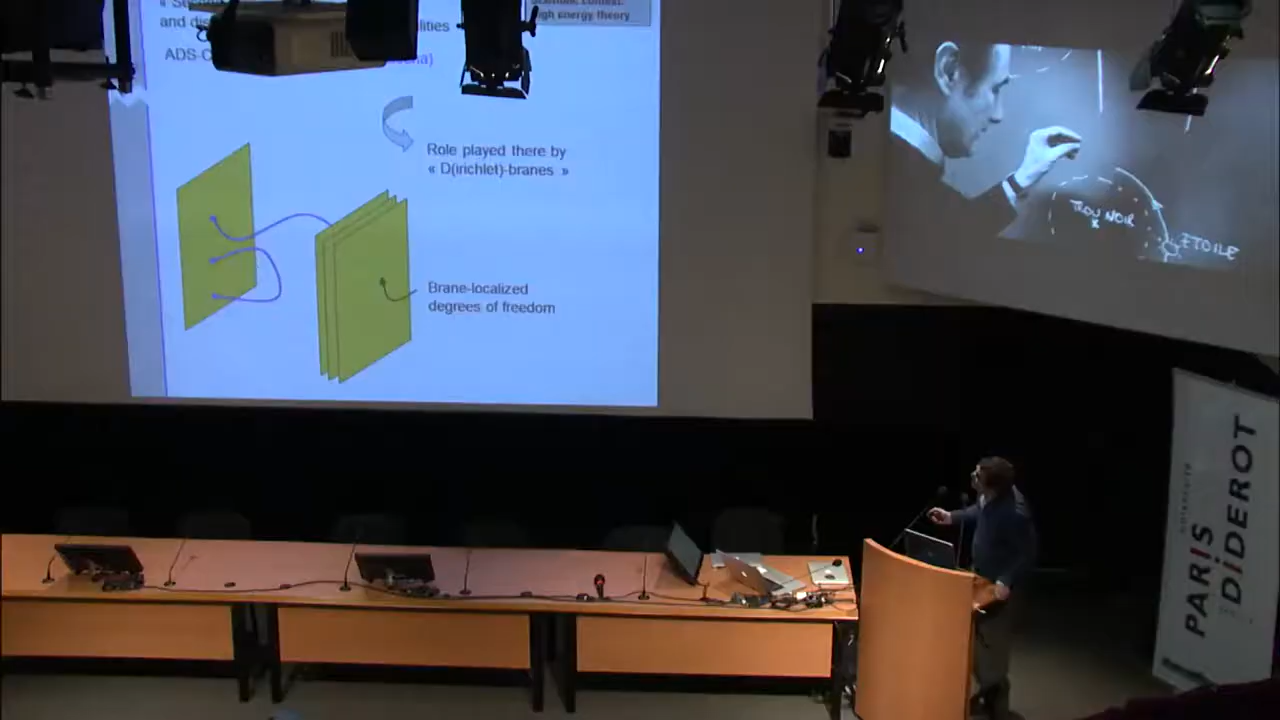 and
lities
ADS-C
high energy theory
Role played there by
« D(irichlet)-branes »
Brane-localized
degrees of freedom
TROU NOIR
x
ETOILE
PARIS
DIDEROT